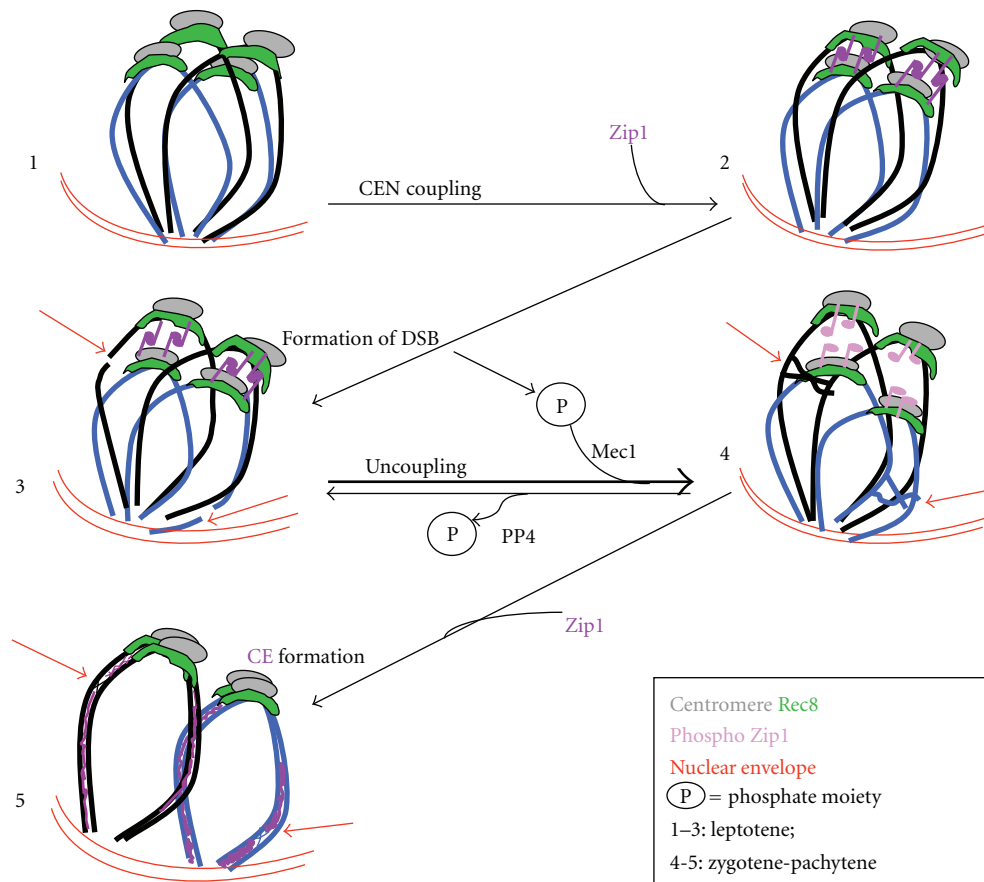 1
CEN coupling
Zip1
2
Formation of DSB
P
Mec1
3
Uncoupling
4
P
PP4
Zip1
CE formation
5
Centromere Rec8
Phospho Zip1
Nuclear envelope
P = phosphate moiety
1–3: leptotene;
4-5: zygotene-pachytene